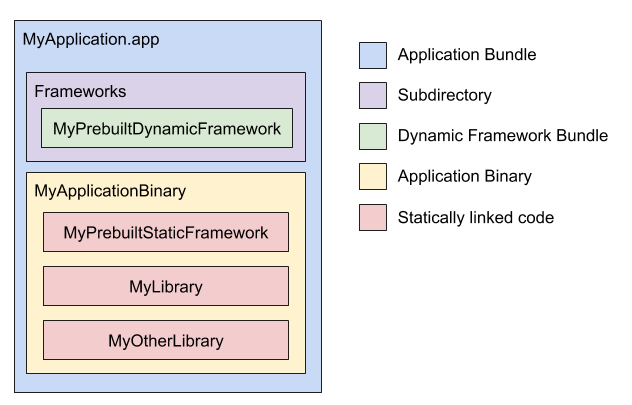 MyApplication.app
Frameworks
MyPrebuiltDynamicFramework
MyApplicationBinary
MyPrebuiltStaticFramework
MyLibrary
MyOtherLibrary
Application Bundle
Subdirectory
Dynamic Framework Bundle
Application Binary
Statically linked code